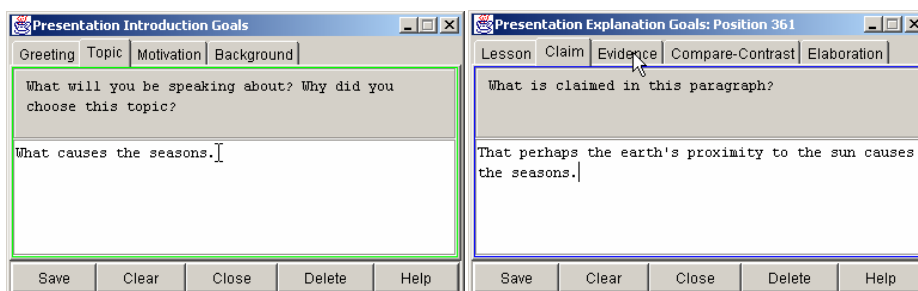 Presentation Introduction Goals
Greeting Topic Motivation Background
What will you be speaking about? Why did you
choose this topic?
What causes the seasons.
Save Clear Close Delete Help
Presentation Explanation Goals: Position 361
Lesson Claim Evidence Compare-Contrast Elaboration
What is claimed in this paragraph?
That perhaps the earth's proximity to the sun causes
the seasons.
Save Clear Close Delete Help